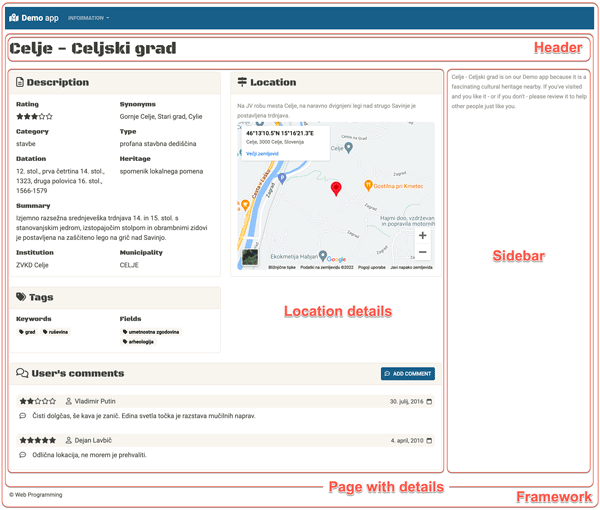 Demo app
INFORMATION
Celje - Celjski grad
Header
Description
Rating
Synonyms
Gornje Celje, Stari grad, Cylie
Category
Type
stavbe
profana stavbna dediščina
Datation
Heritage
12. stol., prva četrtina 14. stol.,
1323, druga polovica 16. stol.,
1566-1579
spomenik lokalnega pomena
Summary
Izjemno razsežna srednjeveška trdnjava 14. in 15. stol. s
stanovanjskim jedrom, izstopajočim stolpom in obrambnimi zidovi
je postavljena na zaščiteno lego na grič nad Savinjo.
Institution
Municipality
ZVKD Celje
CELJE
Location
Na JV robu mesta Celje, na naravno dvignjeni legi nad strugo Savinje je
postavljena trdnjava.
46°13'10.5"N 15°16'21.3"E
Celje, 3000 Celje, Slovenija
Večji zemljevid
Celje
Zagrad
Cesta v Laško
Zagrad
Gostilna pri Kmetec
Zagrad
Hajmi doo, vzdrževan
in popravila motornih
Ekokmetija Habjan
Google
Bližnjične tipke
Podatki na zemljevidu ©2022
Pogoji uporabe
Javi napako zemljevida
Celje - Celjski grad is on our Demo app because it is a
fascinating cultural heritage nearby. If you've visited
and you like it - or if you don't - please review it to help
other people just like you.
Sidebar
Location details
Tags
Keywords
Fields
grad
ruševina
umetnostna zgodovina
arheologija
User's comments
ADD COMMENT
Vladimir Putin
30. julij, 2016
Čisti dolgčas, še kava je zanič. Edina svetla točka je razstava mučilnih naprav.
Dejan Lavbič
4. april, 2010
Odlična lokacija, ne morem je prehvaliti.
Page with details
© Web Programming
Framework